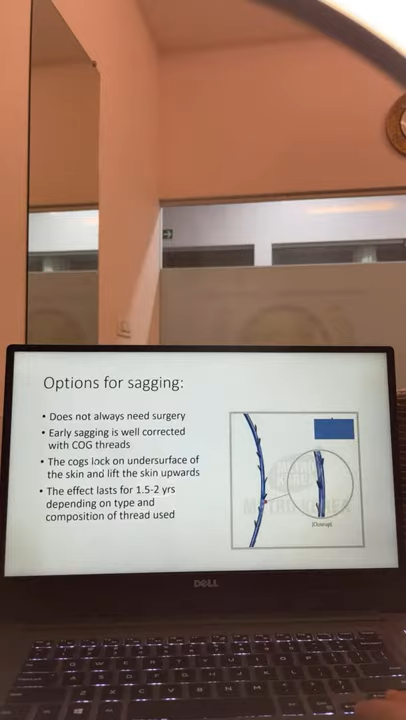 Options for sagging:
• Does not always need surgery
• Early sagging is well corrected
with COG threads
• The cogs lock on undersurface of
the skin and lift the skin upwards
• The effect lasts for 1.5-2 yrs
depending on type and
composition of thread used
DELL